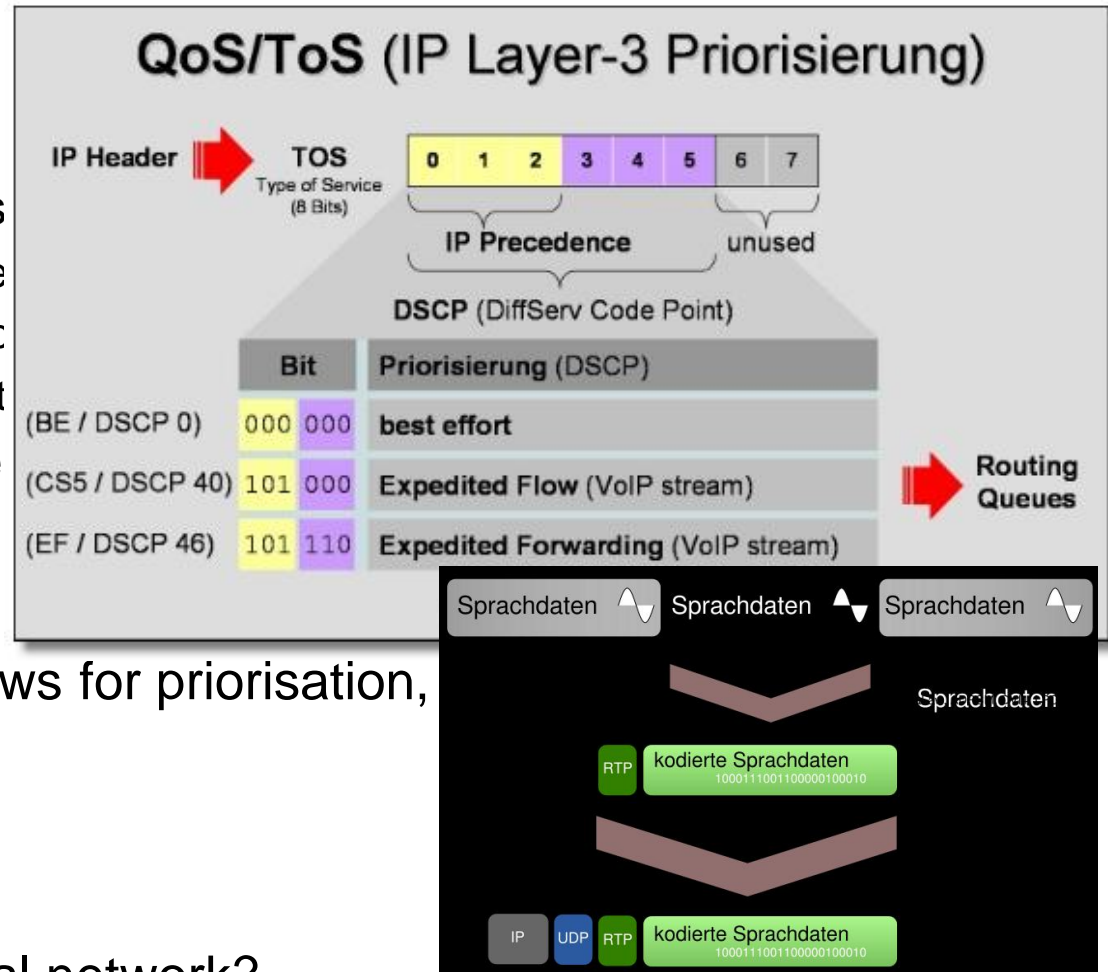 QoS/ToS (IP Layer-3 Priorisierung)
IP Header
TOS
Type of Service
(8 Bits)
0 1 2 3 4 5 6 7
IP Precedence
unused
DSCP (DiffServ Code Point)
Bit
Priorisierung (DSCP)
(BE / DSCP 0) 000 000 best effort
(CS5 / DSCP 40) 101 000 Expedited Flow (VoIP stream)
(EF / DSCP 46) 101 110 Expedited Forwarding (VoIP stream)
Routing
Queues
Sprachdaten Sprachdaten Sprachdaten
ws for priorisation,
Sprachdaten
RTP kodierte Sprachdaten
1000111001100000100010
IP UDP RTP kodierte Sprachdaten
1000111001100000100010
al network?